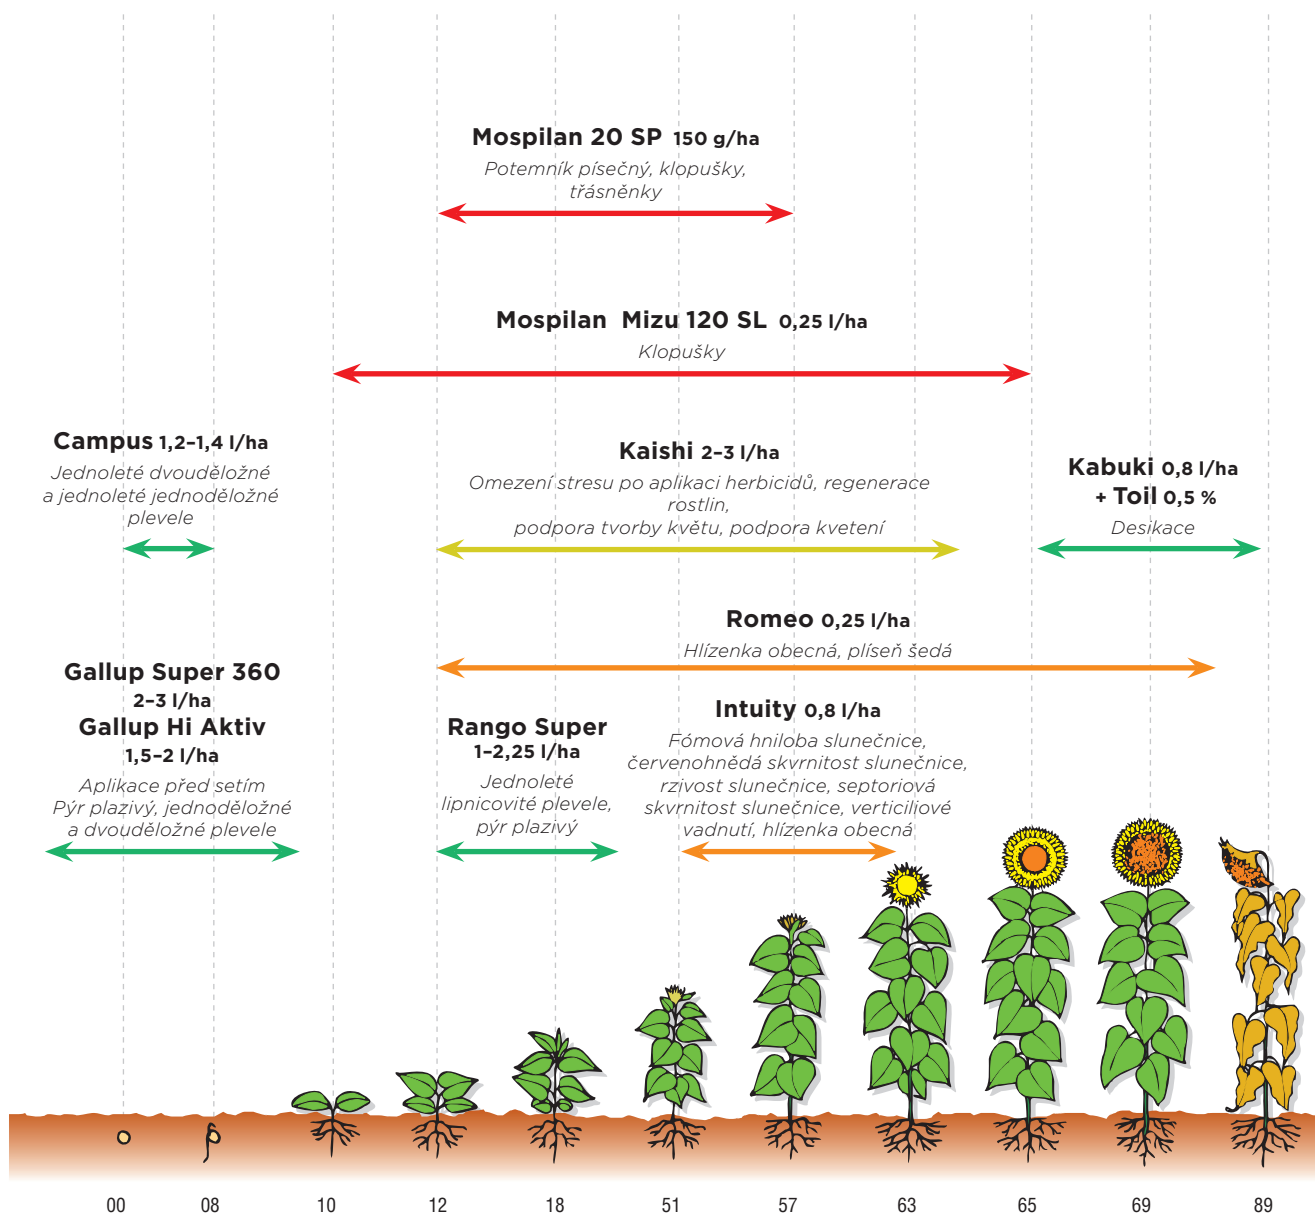 Mospilan 20 SP 150 g/ha
Potemník písečný, klopušky,
třásněnky
Mospilan Mizu 120 SL 0,25 l/ha
Klopušky
Campus 1,2–1,4 l/ha
Jednoleté dvouděložné
a jednoleté jednoděložné
plevele
Kaishi 2–3 l/ha
Omezení stresu po aplikaci herbicidů, regenerace
rostlin,
podpora tvorby květu, podpora kvetení
Kabuki 0,8 l/ha
+ Toil 0,5 %
Desikace
Romeo 0,25 l/ha
Hlízenka obecná, plíseň šedá
Gallup Super 360
2–3 l/ha
Gallup Hi Aktiv
1,5–2 l/ha
Aplikace před setím
Pýr plazivý, jednoděložné
a dvouděložné plevele
Rango Super
1–2,25 l/ha
Jednoleté
lipnicovité plevele,
pýr plazivý
Intuity 0,8 l/ha
Fómová hniloba slunečnice,
červenohnědá skvrnitost slunečnice,
rzivost slunečnice, septoriová
skvrnitost slunečnice, verticiliové
vadnutí, hlízenka obecná
00 08 10 12 18 51 57 63 65 69 89